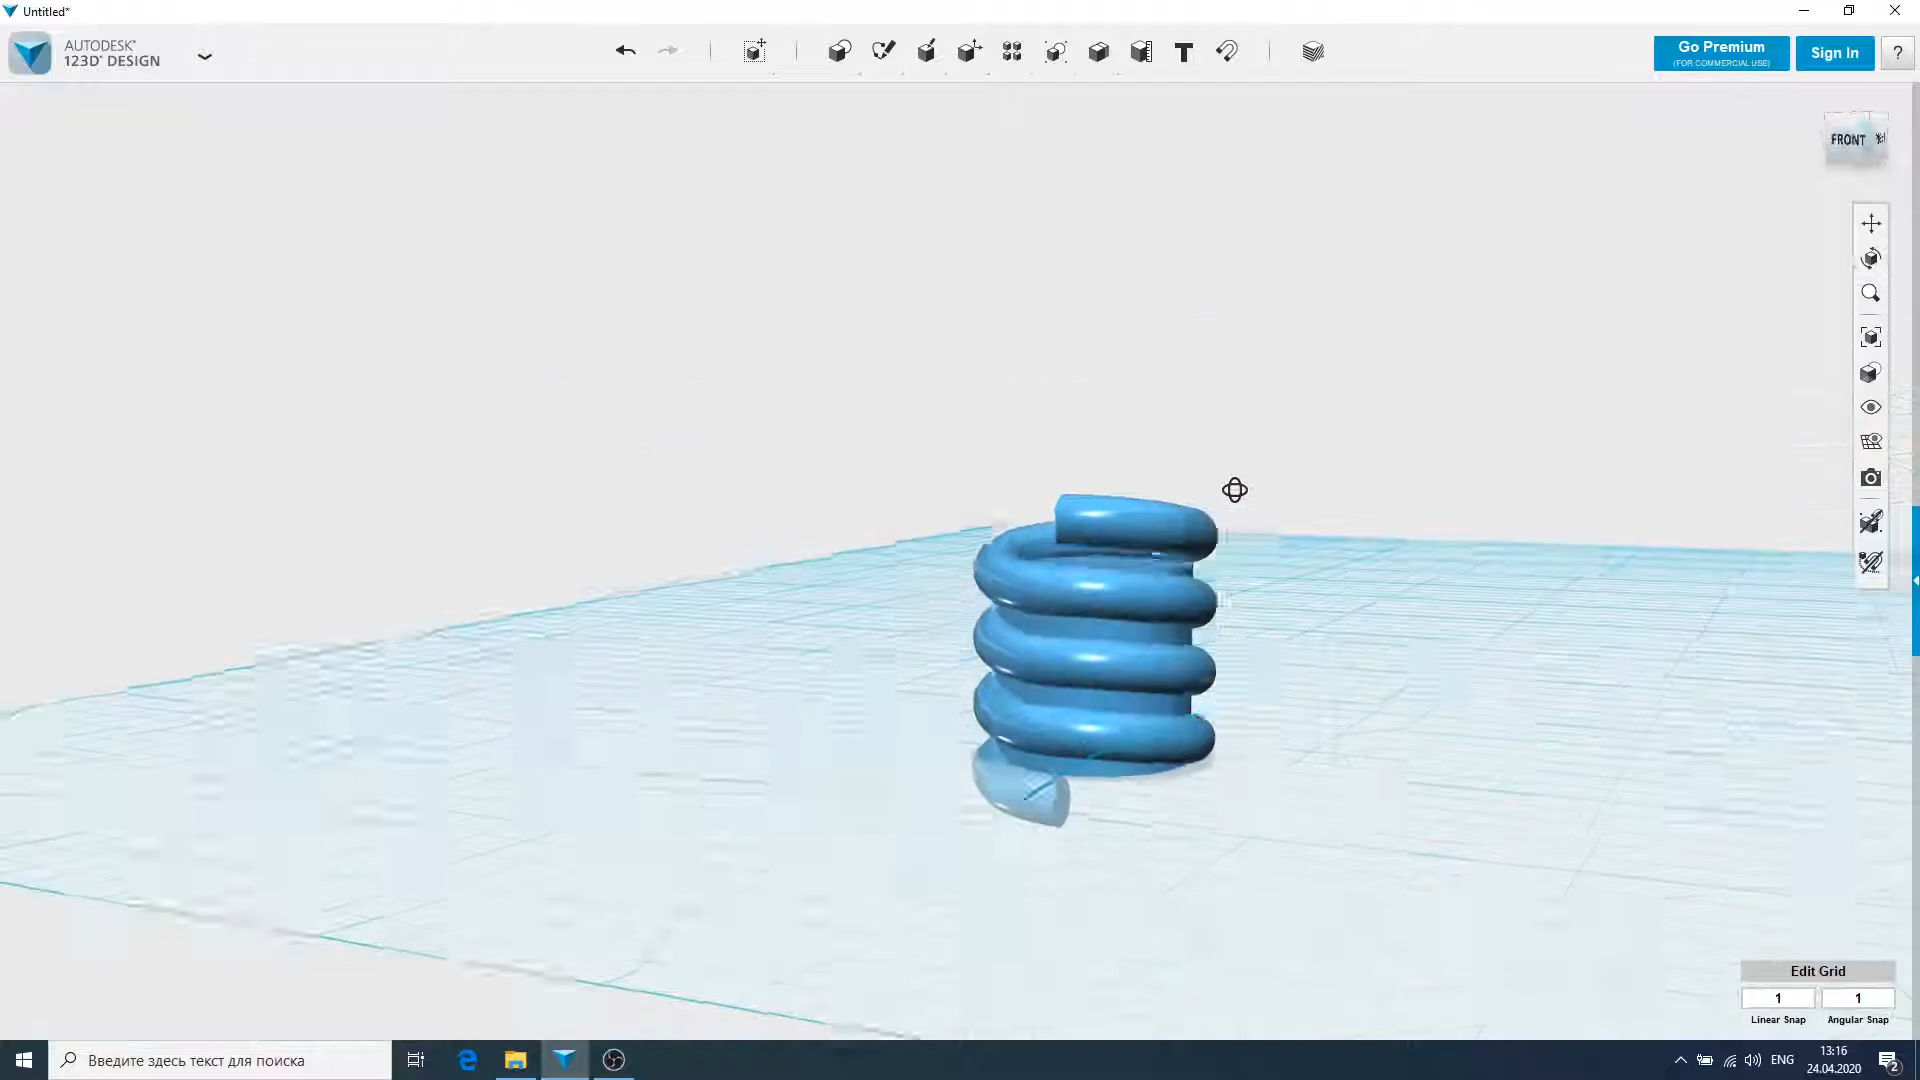 Untitled*
AUTODESK®
123D® DESIGN
Go Premium
(FOR COMMERCIAL USE)
Sign In
?
FRONT
Edit Grid
1
1
Linear Snap
Angular Snap
Введите здесь текст для поиска
ENG
13:16
24.04.2020
2